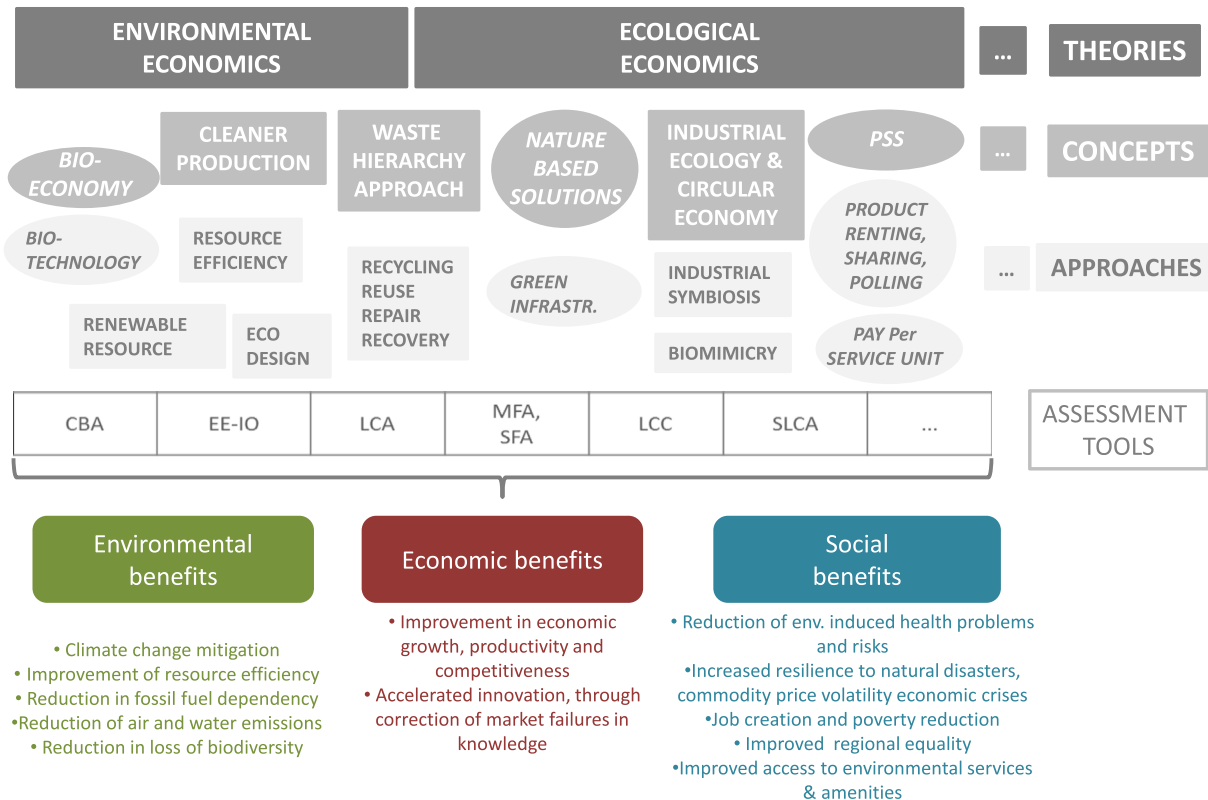 ENVIRONMENTAL
ECONOMICS
ECOLOGICAL
ECONOMICS
...
THEORIES
BIO-
ECONOMY
CLEANER
PRODUCTION
WASTE
HIERARCHY
APPROACH
NATURE
BASED
SOLUTIONS
INDUSTRIAL
ECOLOGY &
CIRCULAR
ECONOMY
PSS
...
CONCEPTS
BIO-
TECHNOLOGY
RESOURCE
EFFICIENCY
RENEWABLE
RESOURCE
ECO
DESIGN
RECYCLING
REUSE
REPAIR
RECOVERY
GREEN
INFRASTR.
INDUSTRIAL
SYMBIOSIS
BIOMIMICRY
PRODUCT
RENTING,
SHARING,
POLLING
PAY Per
SERVICE UNIT
...
APPROACHES
CBA
EE-IO
LCA
MFA,
SFA
LCC
SLCA
...
ASSESSMENT
TOOLS
Environmental
benefits
• Climate change mitigation
• Improvement of resource efficiency
• Reduction in fossil fuel dependency
•Reduction of air and water emissions
• Reduction in loss of biodiversity
Economic benefits
• Improvement in economic
growth, productivity and
competitiveness
• Accelerated innovation, through
correction of market failures in
knowledge
Social
benefits
• Reduction of env. induced health problems
and risks
•Increased resilience to natural disasters,
commodity price volatility economic crises
•Job creation and poverty reduction
• Improved regional equality
•Improved access to environmental services
& amenities